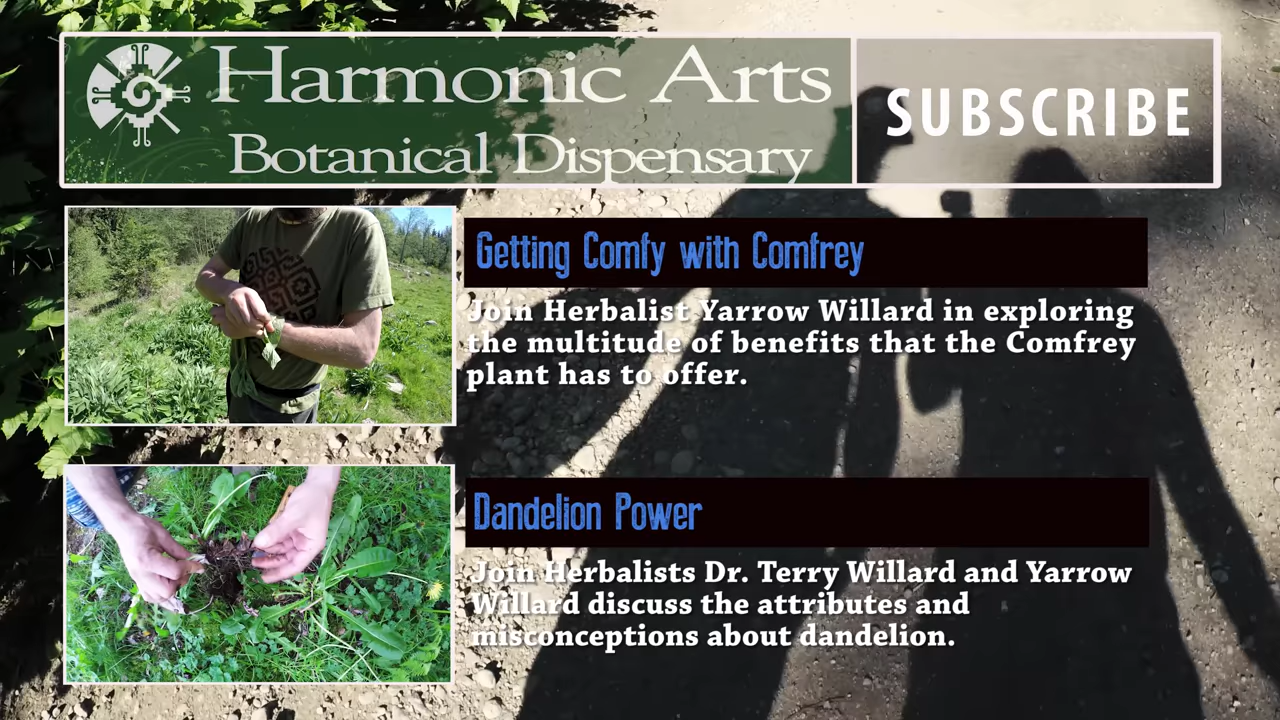 Harmonic Arts
Botanical Dispensary
SUBSCRIBE
Getting Comfy with Comfrey
Join Herbalist Yarrow Willard in exploring
the multitude of benefits that the Comfrey
plant has to offer.
Dandelion Power
Join Herbalists Dr. Terry Willard and Yarrow
Willard discuss the attributes and
misconceptions about dandelion.